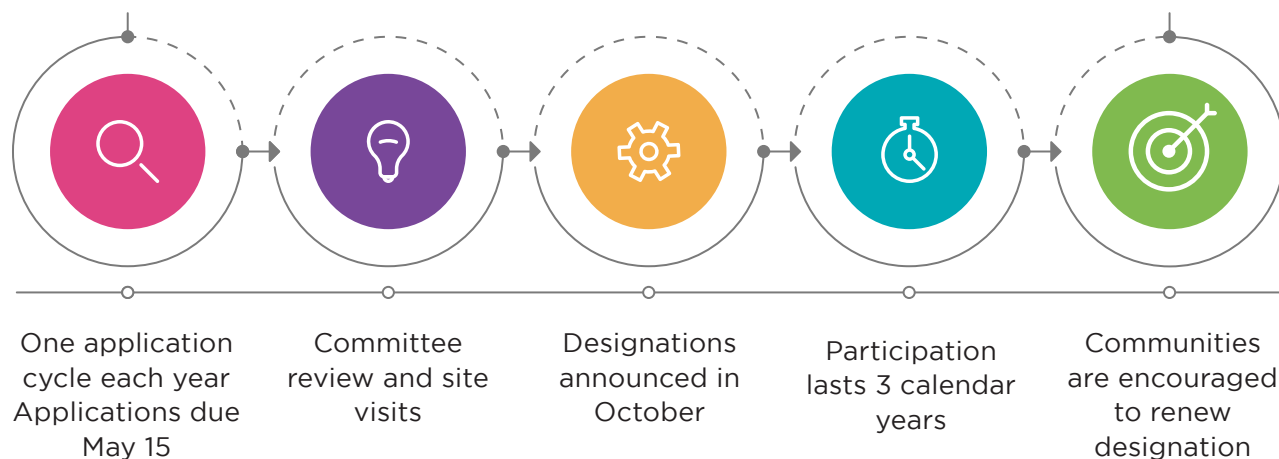 One application
cycle each year
Applications due
May 15
Committee
review and site
visits
Designations
announced in
October
Participation
lasts 3 calendar
years
Communities
are encouraged
to renew
designation